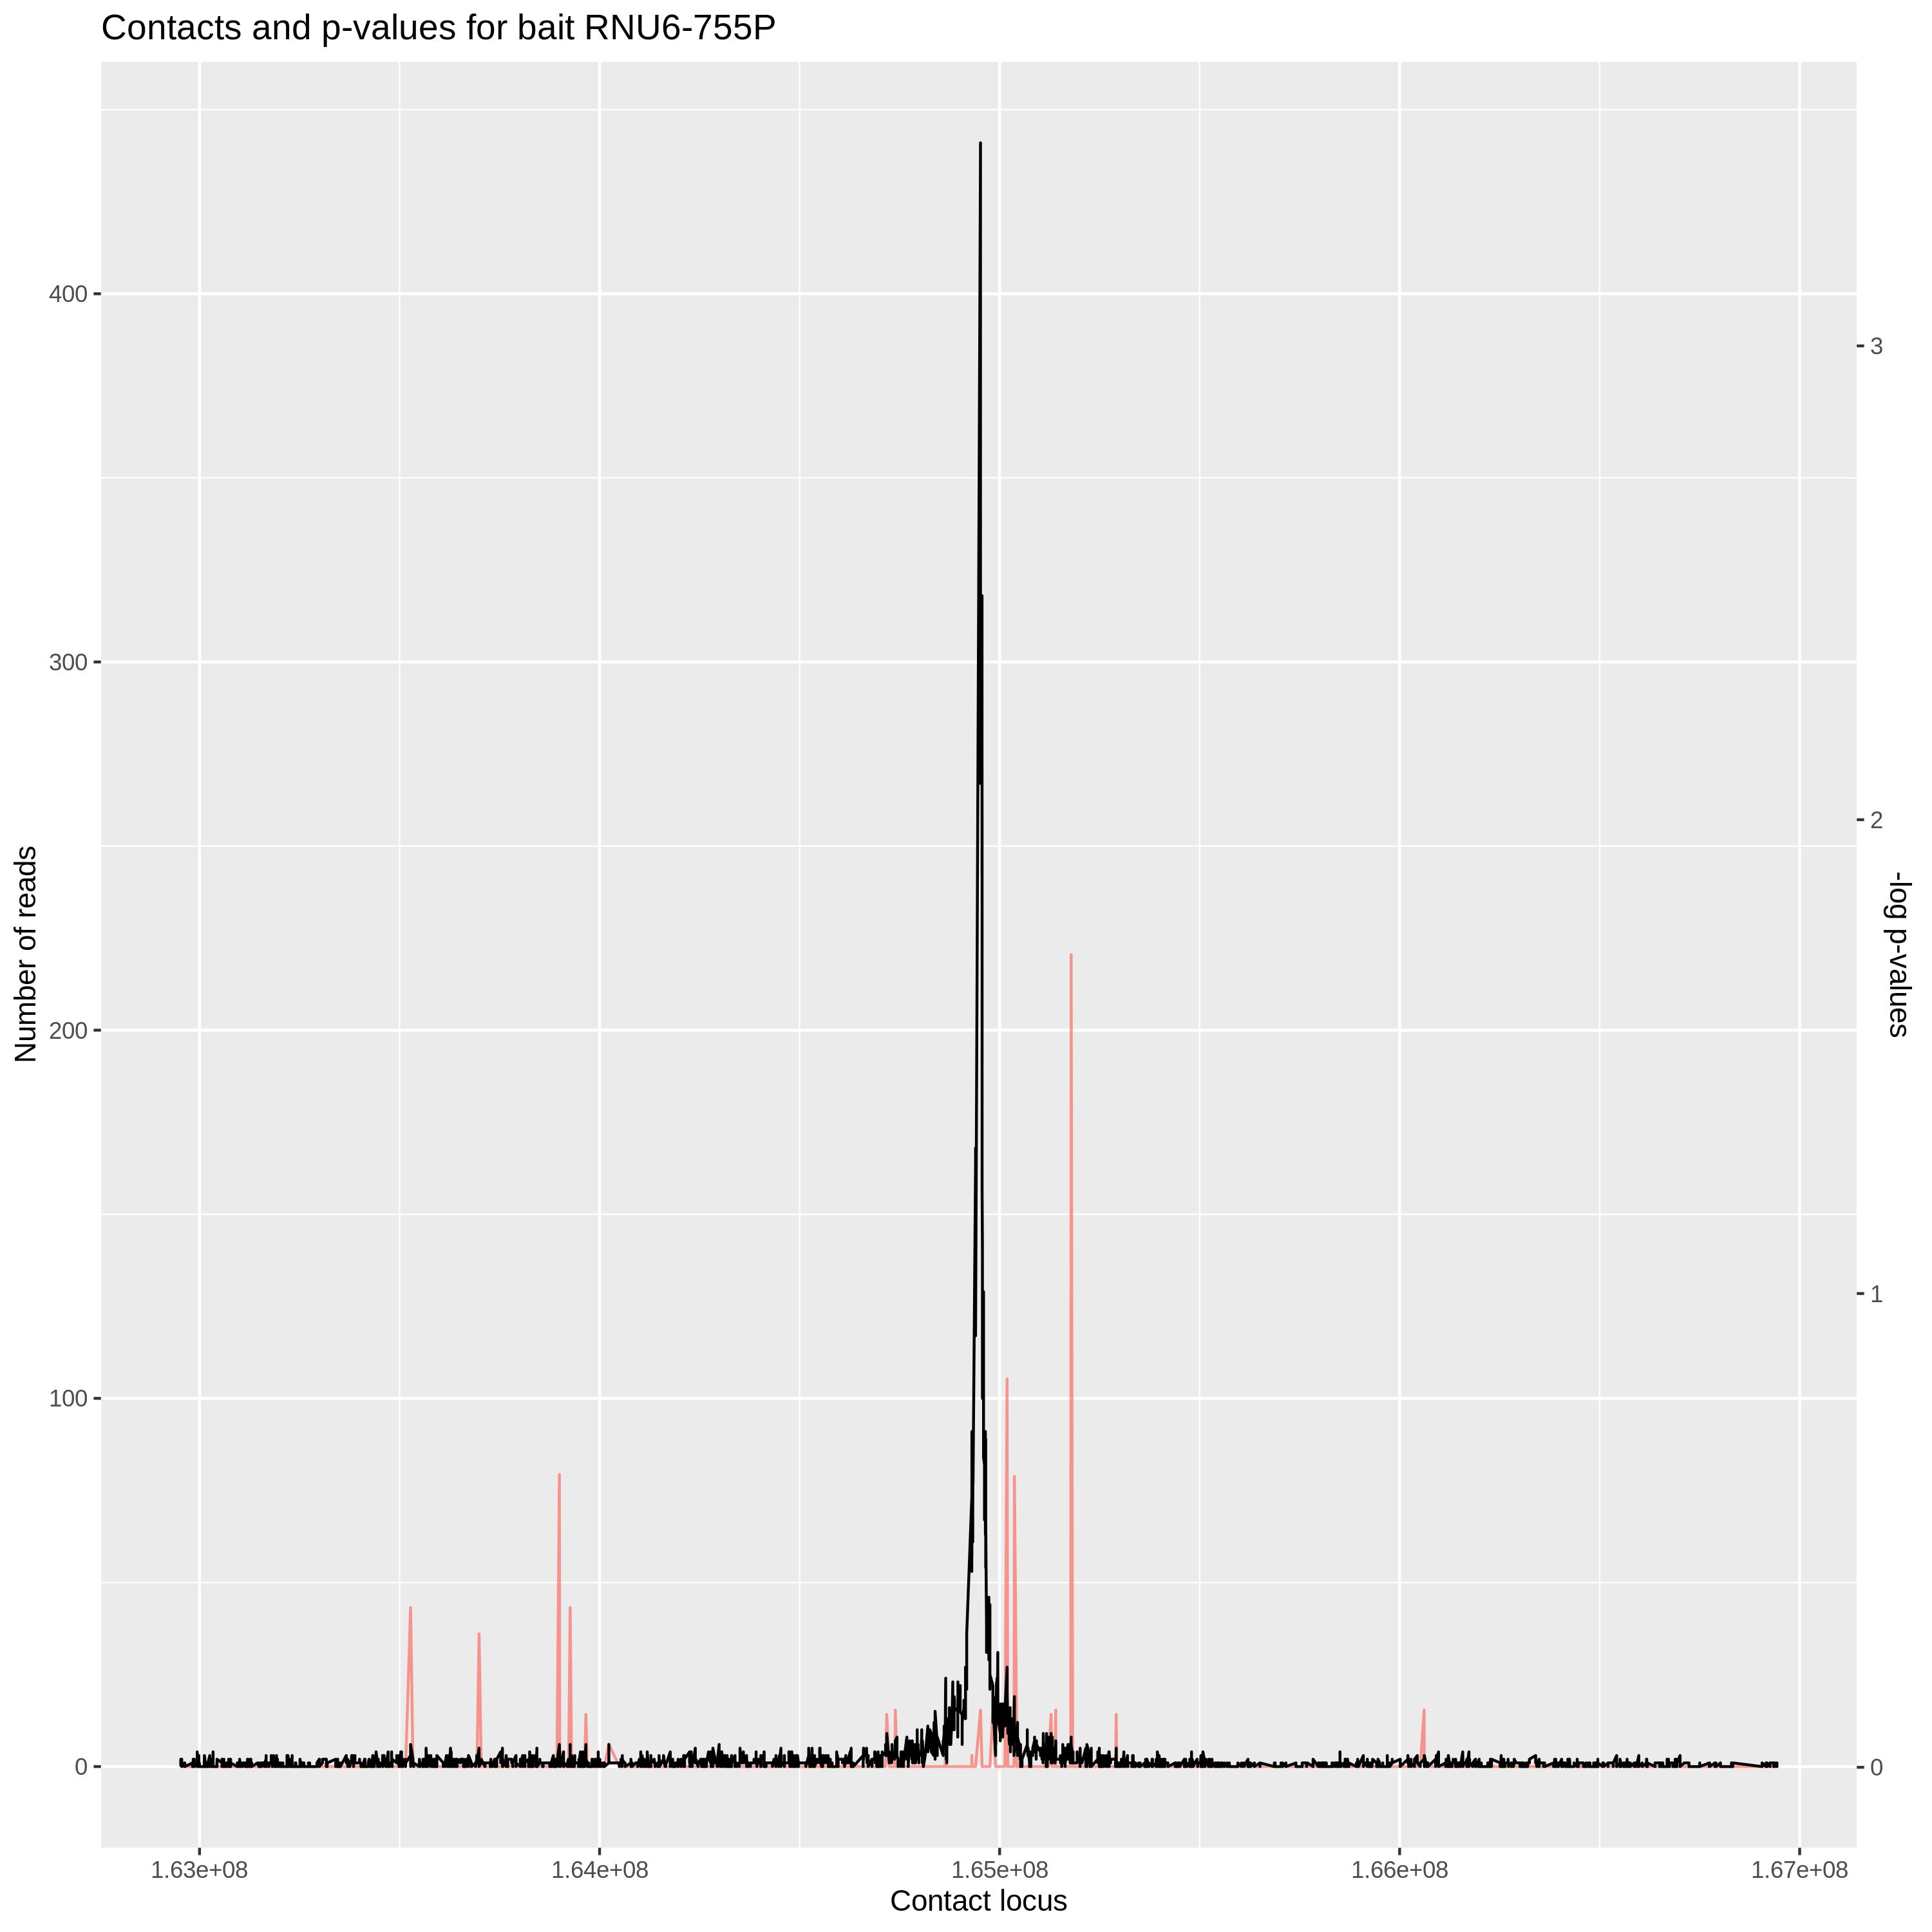 Contacts and p-values for bait RNU6-755P
400
300
200
100
0
3
2
1
0
Number of reads
-log p-values
1.63e+08 1.64e+08 1.65e+08 1.66e+08 1.67e+08
Contact locus